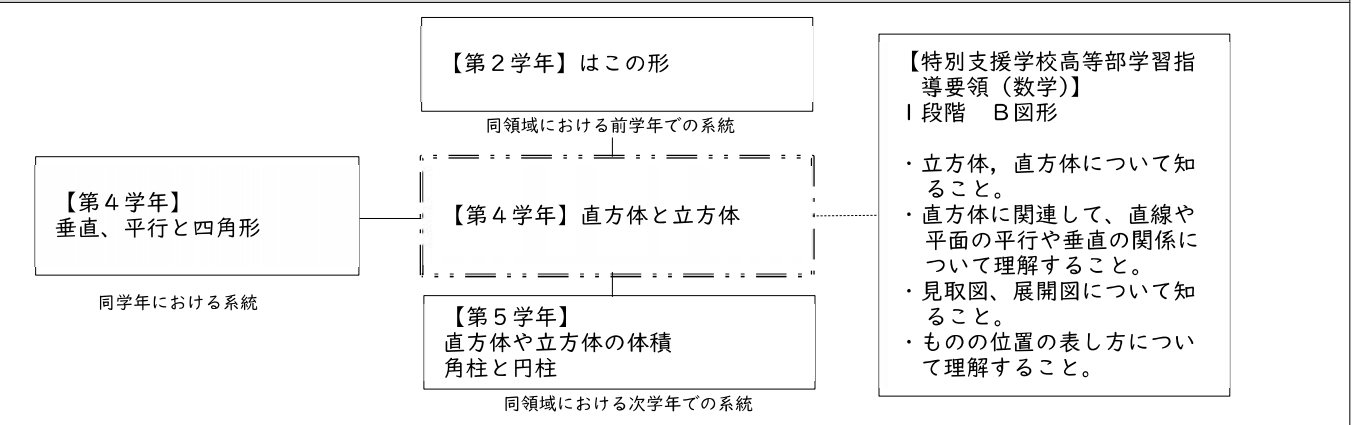 【第２学年】はこの形
同領域における前学年での系統
【第４学年】
垂直、平行と四角形
同学年における系統
【第４学年】直方体と立方体
【第５学年】
直方体や立方体の体積
角柱と円柱
同領域における次学年での系統
【特別支援学校高等部学習指
導要領（数学）】
１段階　Ｂ図形
・立方体，直方体について知
ること。
・直方体に関連して、直線や
平面の平行や垂直の関係に
ついて理解すること。
・見取図、展開図について知
ること。
・ものの位置の表し方につい
て理解すること。